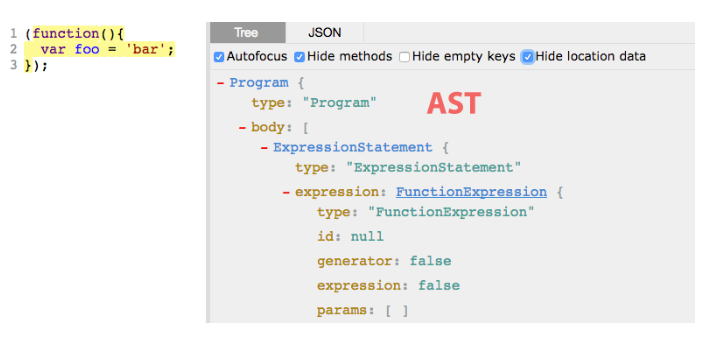 1 (function(){
2   var foo = 'bar';
3 });
Tree JSON
Autofocus Hide methods Hide empty keys Hide location data
- Program {
type: "Program"
AST
- body: [
- ExpressionStatement {
type: "ExpressionStatement"
- expression: FunctionExpression {
type: "FunctionExpression"
id: null
generator: false
expression: false
params: [ ]